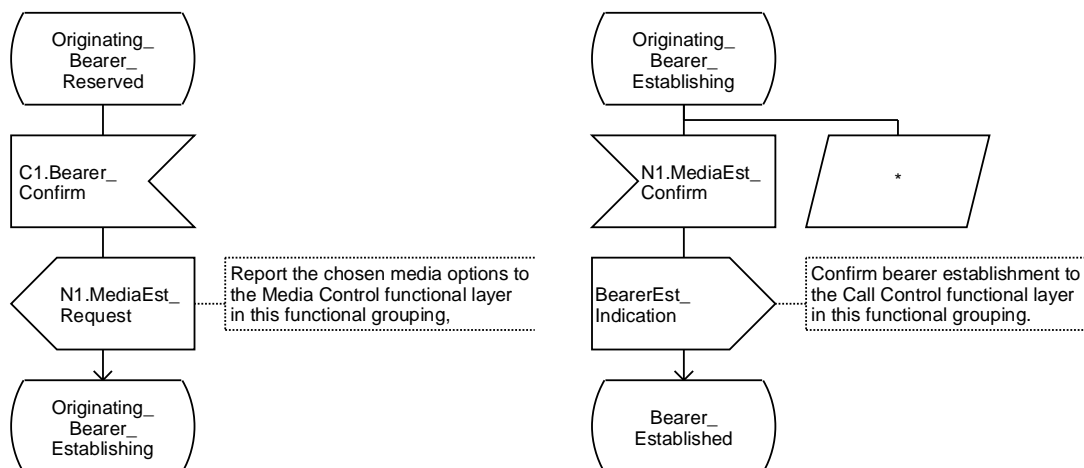 Originating_
Bearer_
Reserved
C1.Bearer_
Confirm
N1.MediaEst_
Request
Report the chosen media options to
the Media Control functional layer
in this functional grouping,
Originating_
Bearer_
Establishing
Originating_
Bearer_
Establishing
N1.MediaEst_
Confirm
*
BearerEst_
Indication
Confirm bearer establishment to
the Call Control functional layer
in this functional grouping.
Bearer_
Established